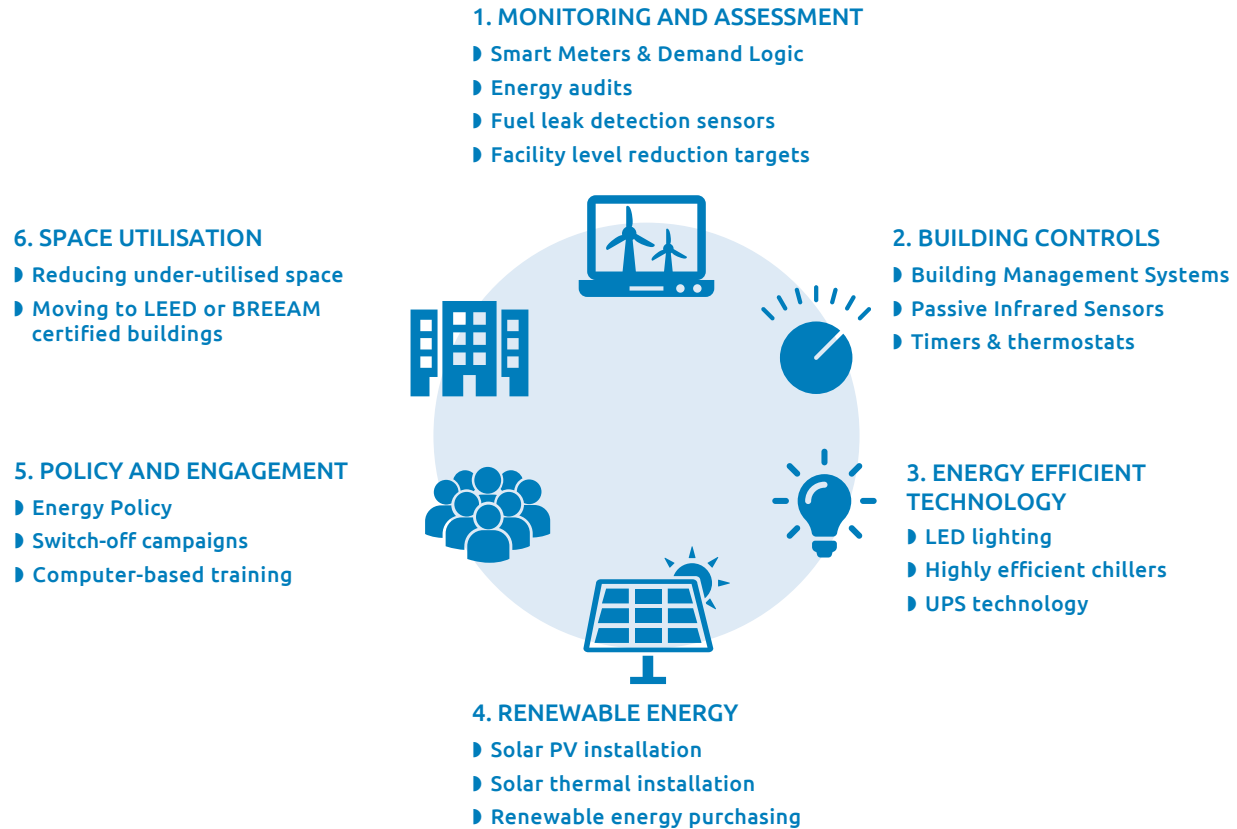 1. MONITORING AND ASSESSMENT
Smart Meters & Demand Logic
Energy audits
Fuel leak detection sensors
Facility level reduction targets
2. BUILDING CONTROLS
Building Management Systems
Passive Infrared Sensors
Timers & thermostats
3. ENERGY EFFICIENT
TECHNOLOGY
LED lighting
Highly efficient chillers
UPS technology
4. RENEWABLE ENERGY
Solar PV installation
Solar thermal installation
Renewable energy purchasing
5. POLICY AND ENGAGEMENT
Energy Policy
Switch-off campaigns
Computer-based training
6. SPACE UTILISATION
Reducing under-utilised space
Moving to LEED or BREEAM
certified buildings